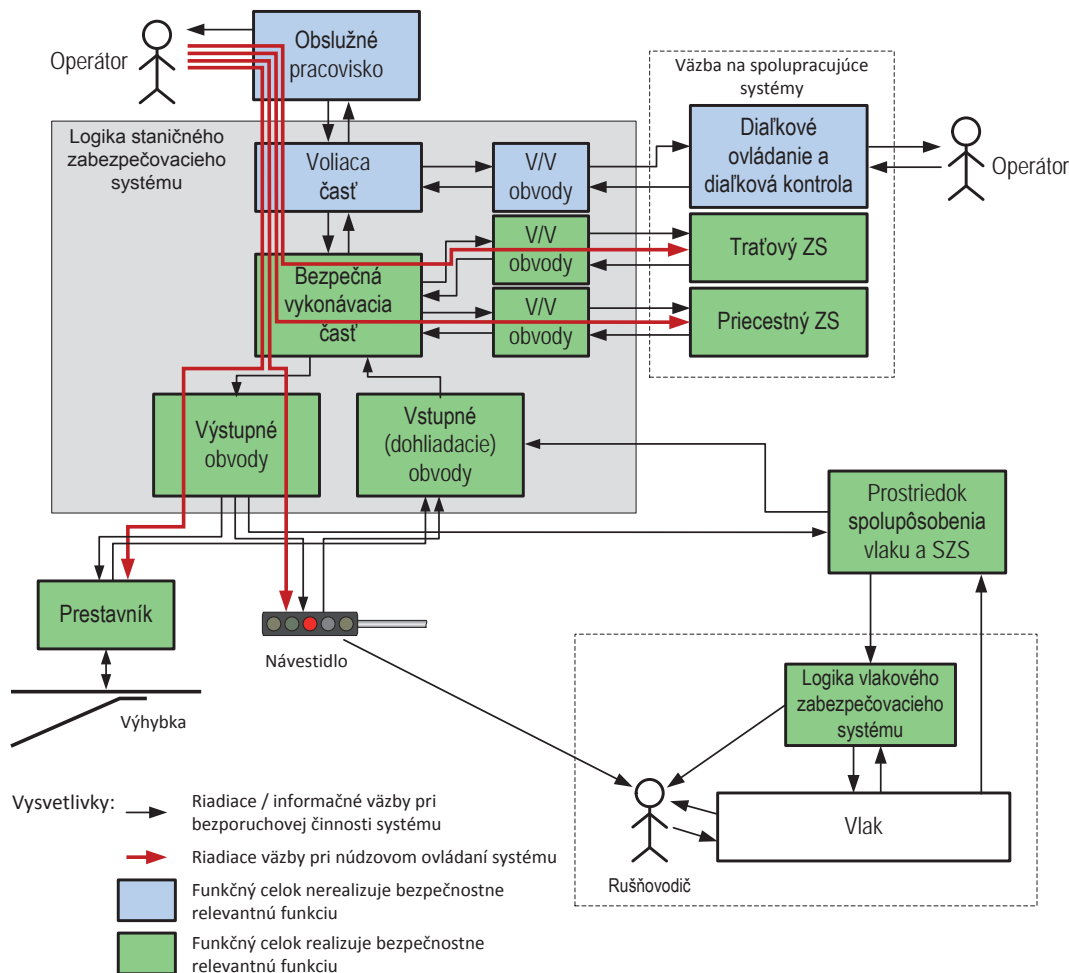 Operátor
Obslužné
pracovisko
Väzba na spolupracujúce
systémy
Logika staničného
zabezpečovacieho
systému
Voliaca
časť
V/V
obvody
Diaľkové
ovládanie a
diaľková kontrola
Operátor
V/V
obvody
Traťový ZS
Bezpečná
vykonávacia
časť
V/V
obvody
Priecestný ZS
Výstupné
obvody
Vstupné
(dohliadacie)
obvody
Prostriedok
spolupôsobenia
vlaku a SZS
Prestavník
Návestidlo
Výhybka
Logika vlakového
zabezpečovacieho
systému
Vlak
Rušňovodič
Vysvetlivky:
Riadiace / informačné väzby pri
bezporuchovej činnosti systému
Riadiace väzby pri núdzovom ovládaní systému
Funkčný celok nerealizuje bezpečnostne
relevantnú funkciu
Funkčný celok realizuje bezpečnostne
relevantnú funkciu